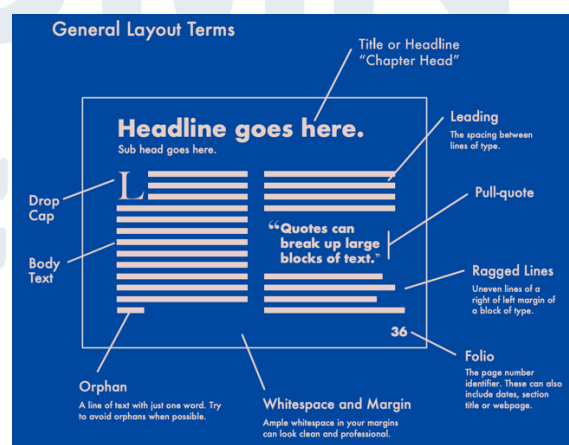 General Layout Terms
Title or Headline
"Chapter Head"
Headline goes here.
Sub head goes here.
Leading
The spacing between
lines of type.
L
Drop
Cap
Pull-quote
“Quotes can
break up large
blocks of text.”
Body
Text
Ragged Lines
Uneven lines of a
right of left margin of
a block of type.
36
Folio
The page number
identifier. These can also
include dates, section
title or webpage.
Orphan
A line of text with just one word. Try
to avoid orphans when possible.
Whitespace and Margin
Ample whitespace in your margins
can look clean and professional.